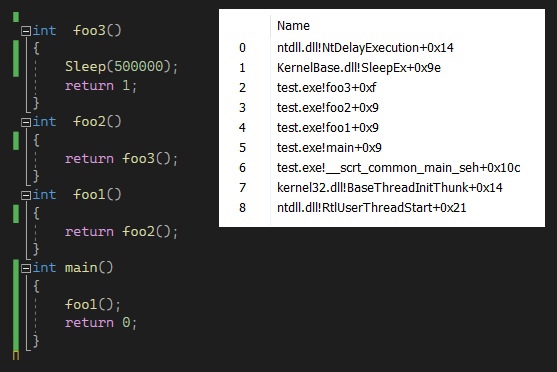 int foo3()
{
Sleep(500000);
return 1;
}
int foo2()
{
return foo3();
}
int foo1()
{
return foo2();
}
int main()
{
foo1();
return 0;
}
Name
0 ntdll.dll!NtDelayExecution+0x14
1 KernelBase.dll!SleepEx+0x9e
2 test.exe!foo3+0xf
3 test.exe!foo2+0x9
4 test.exe!foo1+0x9
5 test.exe!main+0x9
6 test.exe!__scrt_common_main_seh+0x10c
7 kernel32.dll!BaseThreadInitThunk+0x14
8 ntdll.dll!RtlUserThreadStart+0x21